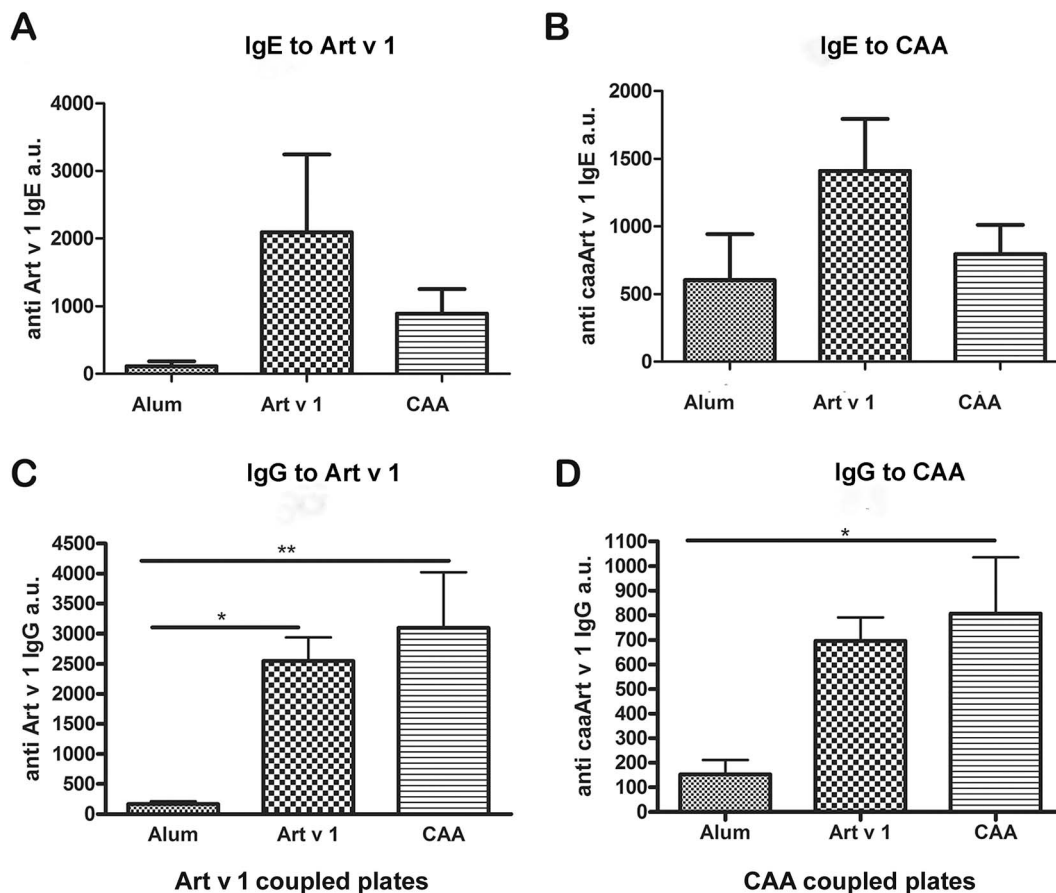 A
IgE to Art v 1
anti Art v 1 IgE a.u.
4000
3000
2000
1000
0
Alum Art v 1 CAA
B
IgE to CAA
anti caaArt v 1 IgE a.u.
2000
1500
1000
500
0
Alum Art v 1 CAA
C
IgG to Art v 1
anti Art v 1 IgG a.u.
4500
4000
3500
3000
2500
2000
1500
1000
500
0
**
*
Alum Art v 1 CAA
Art v 1 coupled plates
D
IgG to CAA
anti caaArt v 1 IgG a.u.
1100
1000
900
800
700
600
500
400
300
200
100
0
*
Alum Art v 1 CAA
CAA coupled plates